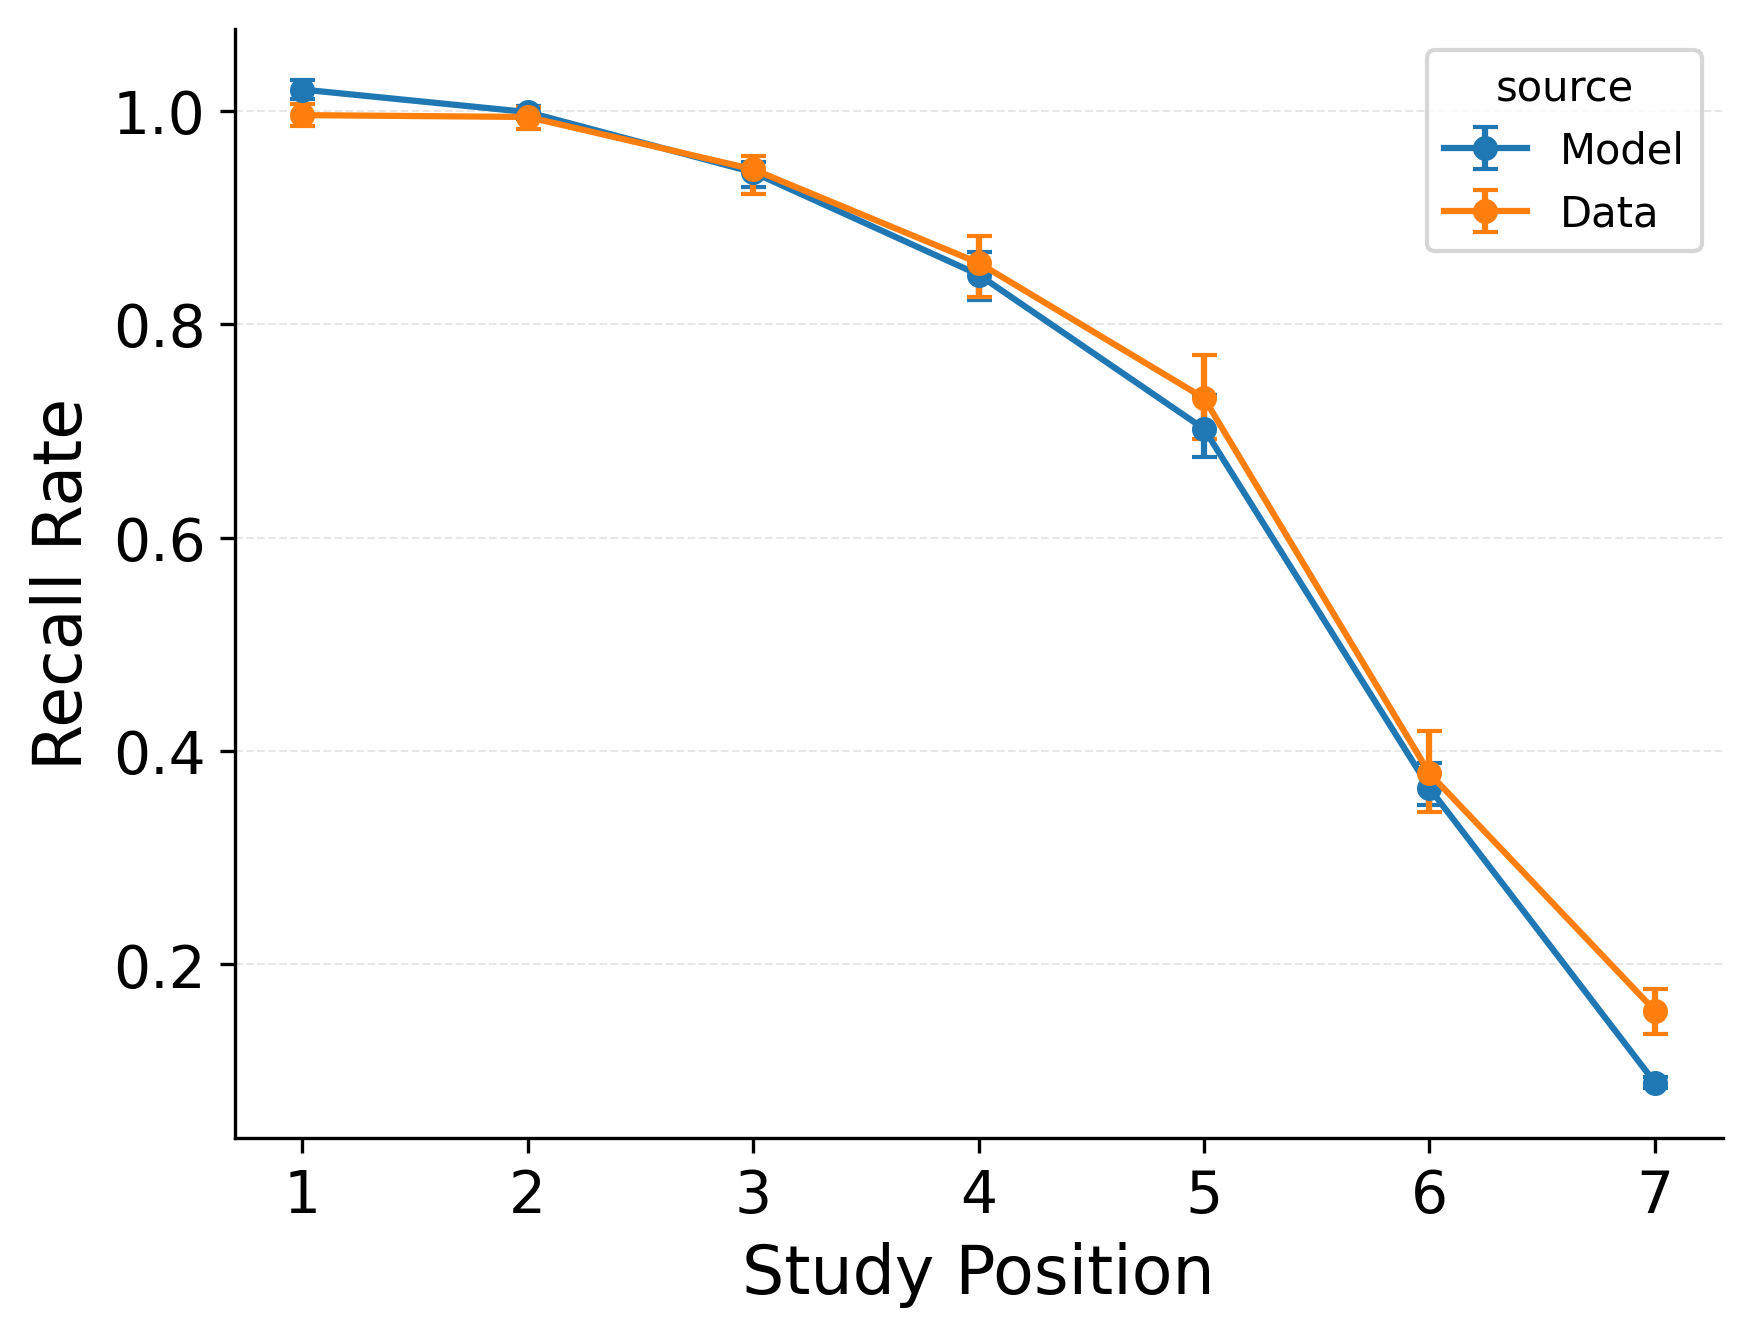 source
Model
Data
1.0
0.8
0.6
0.4
0.2
Recall Rate
1 2 3 4 5 6 7
Study Position